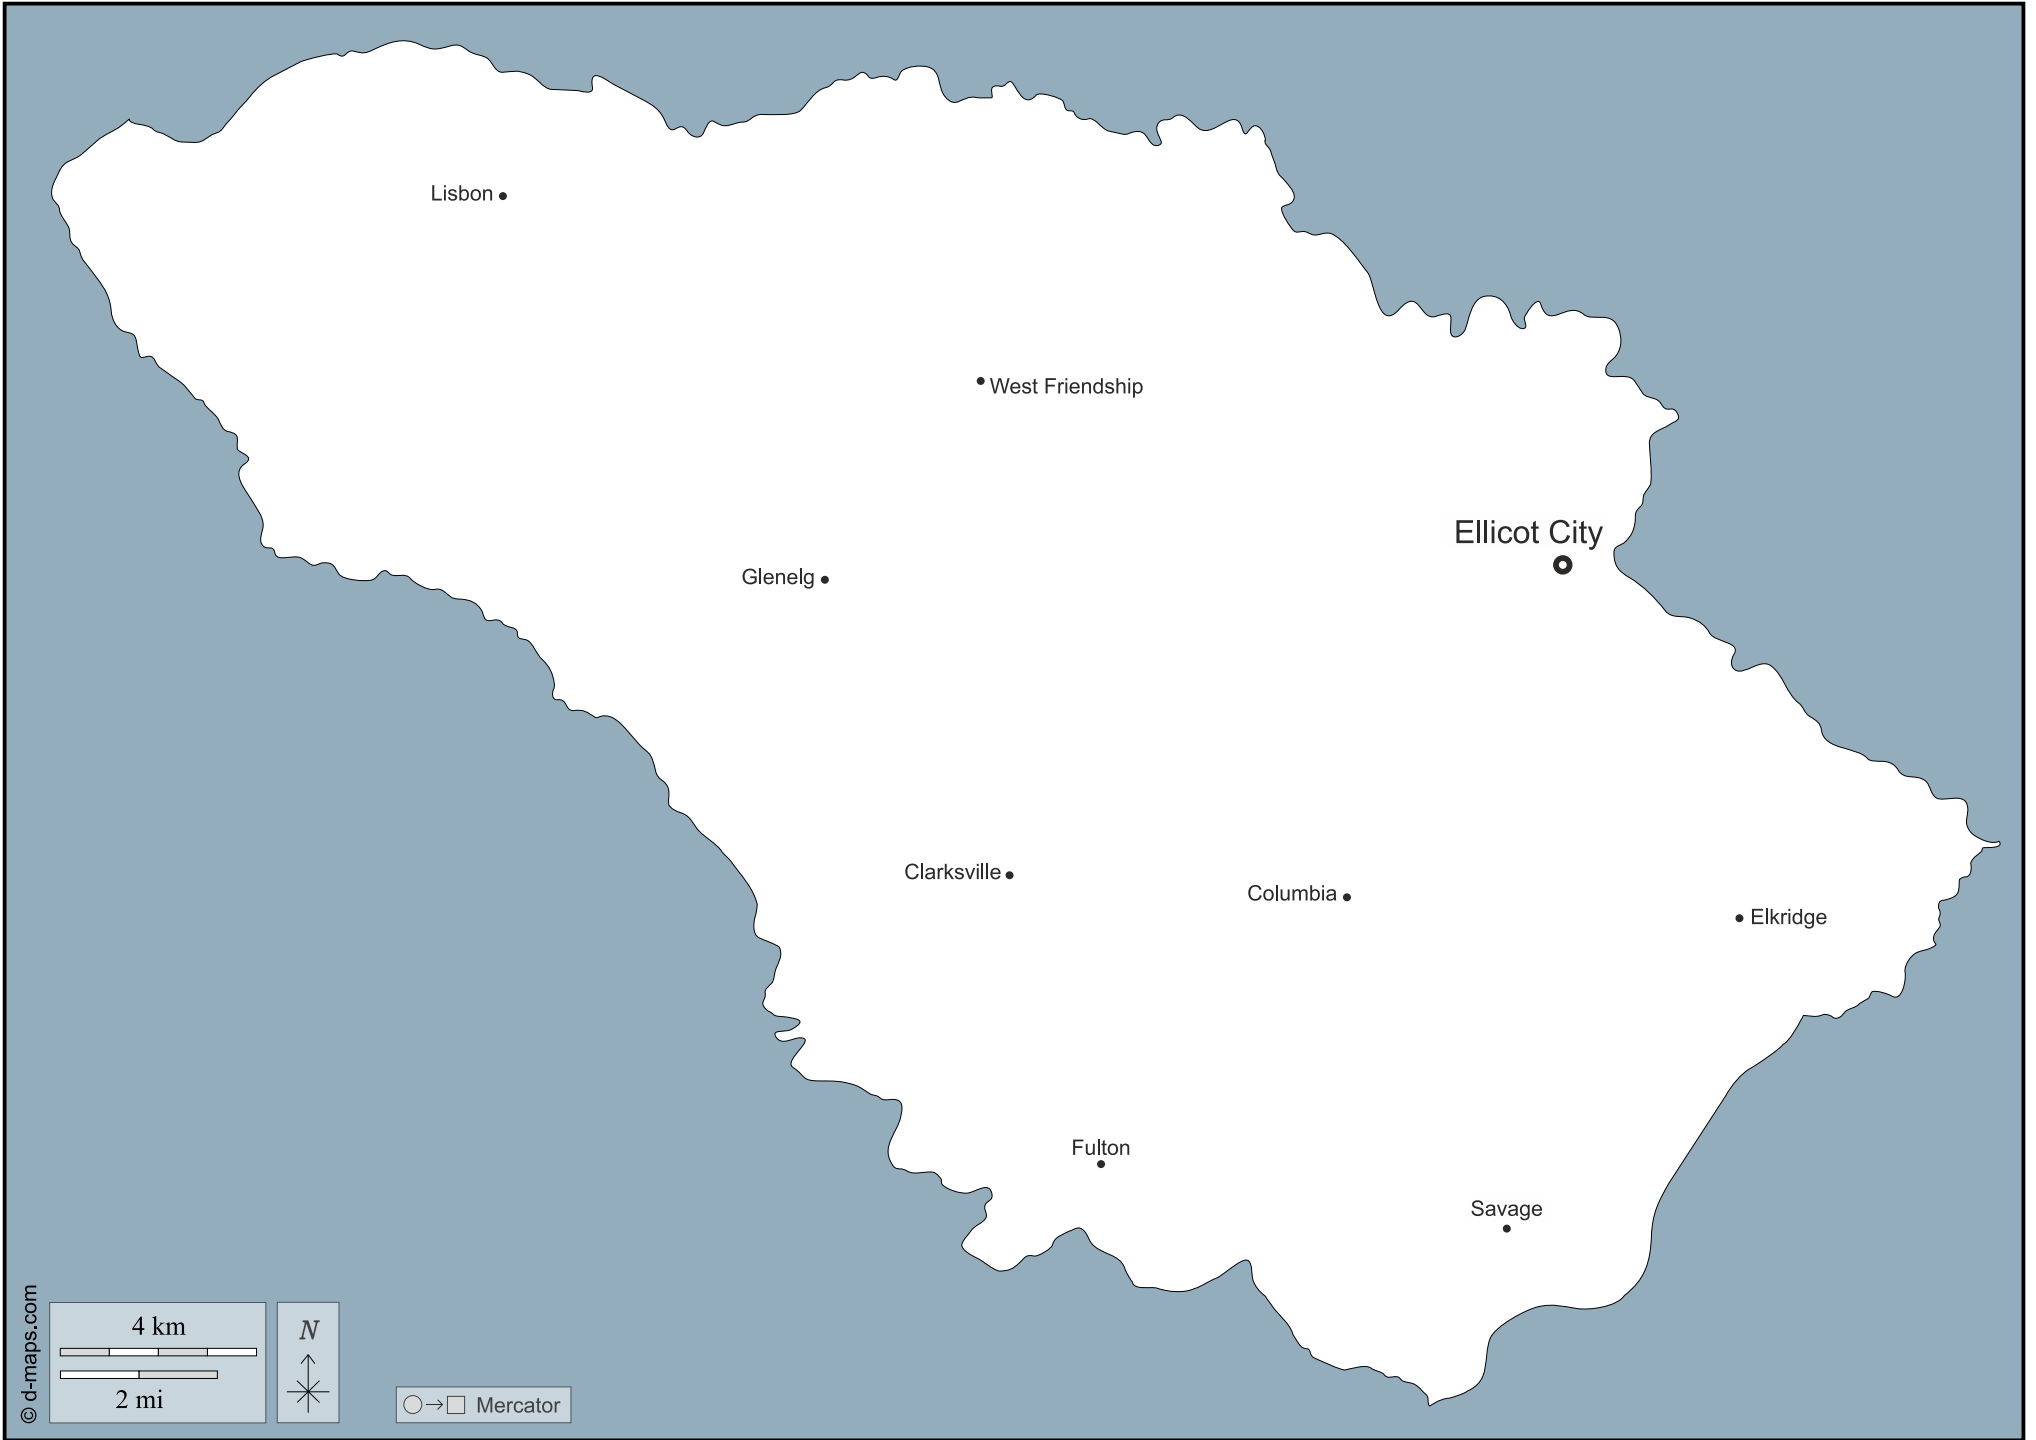 Lisbon
West Friendship
Ellicot City
Glenelg
Clarksville
Columbia
Elkridge
Fulton
Savage
© d-maps.com
4 km
2 mi
N
Mercator